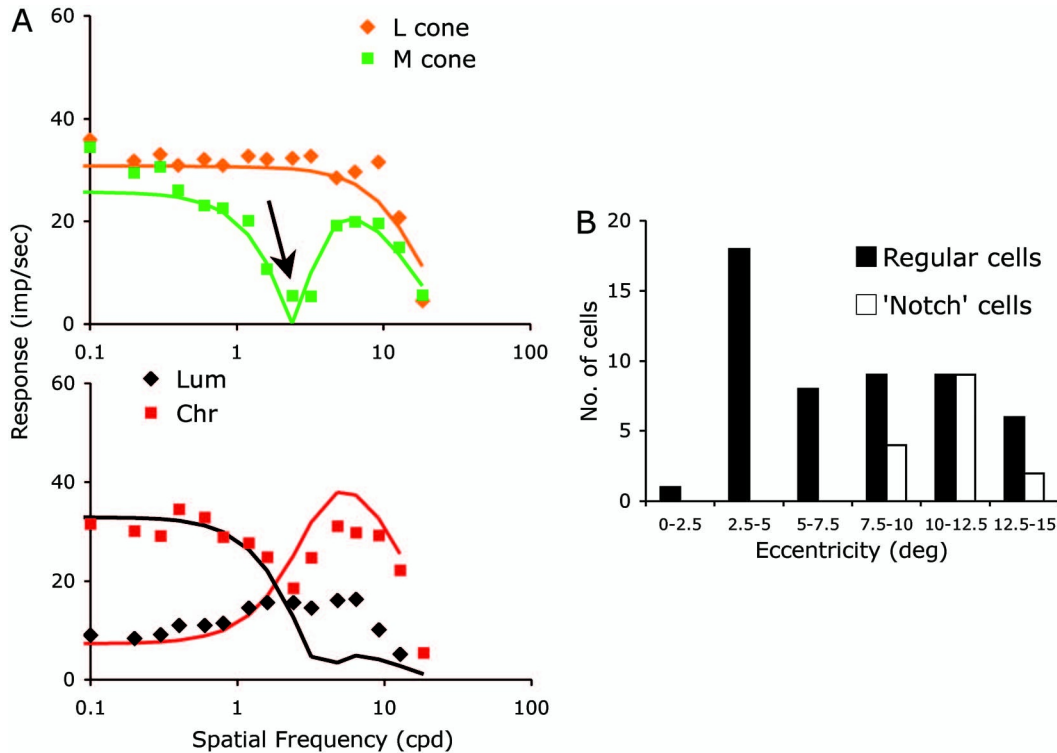 A
60
40
20
0
L cone
M cone
0.1
1
10
100
Response (imp/sec)
60
40
20
0
Lum
Chr
0.1
1
10
100
Spatial Frequency (cpd)
B
20
15
10
5
0
No. of cells
Regular cells
'Notch' cells
0-2.5
2.5-5
5-7.5
7.5-10
10-12.5
12.5-15
Eccentricity (deg)